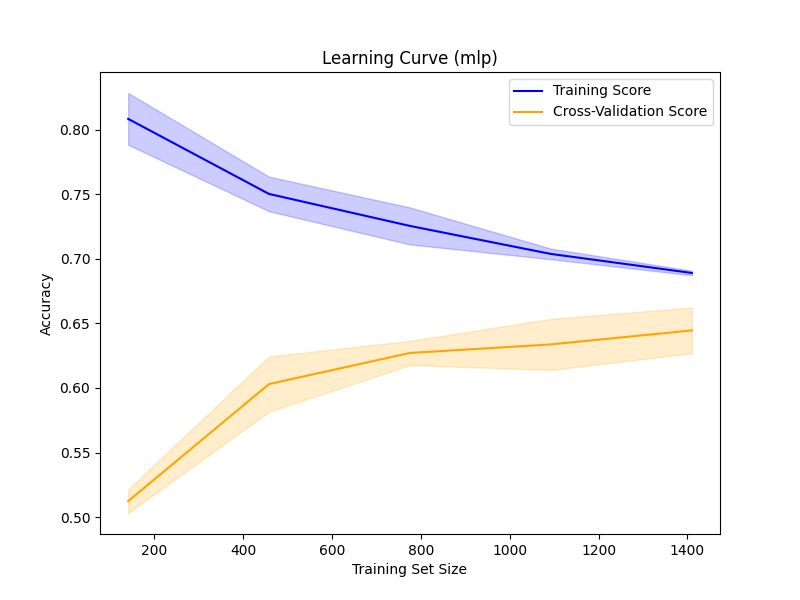 Learning Curve (mlp)
Training Score
Cross-Validation Score
0.80
0.75
0.70
0.65
0.60
0.55
0.50
Accuracy
200 400 600 800 1000 1200 1400
Training Set Size